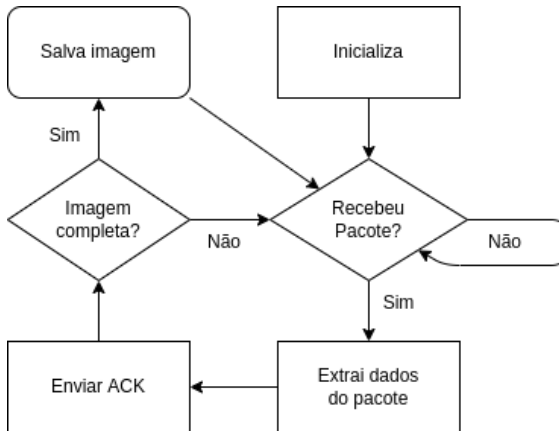 Salva imagem
Inicializa
Sim
Imagem
completa?
Não
Recebeu
Pacote?
Não
Sim
Enviar ACK
Extrai dados
do pacote